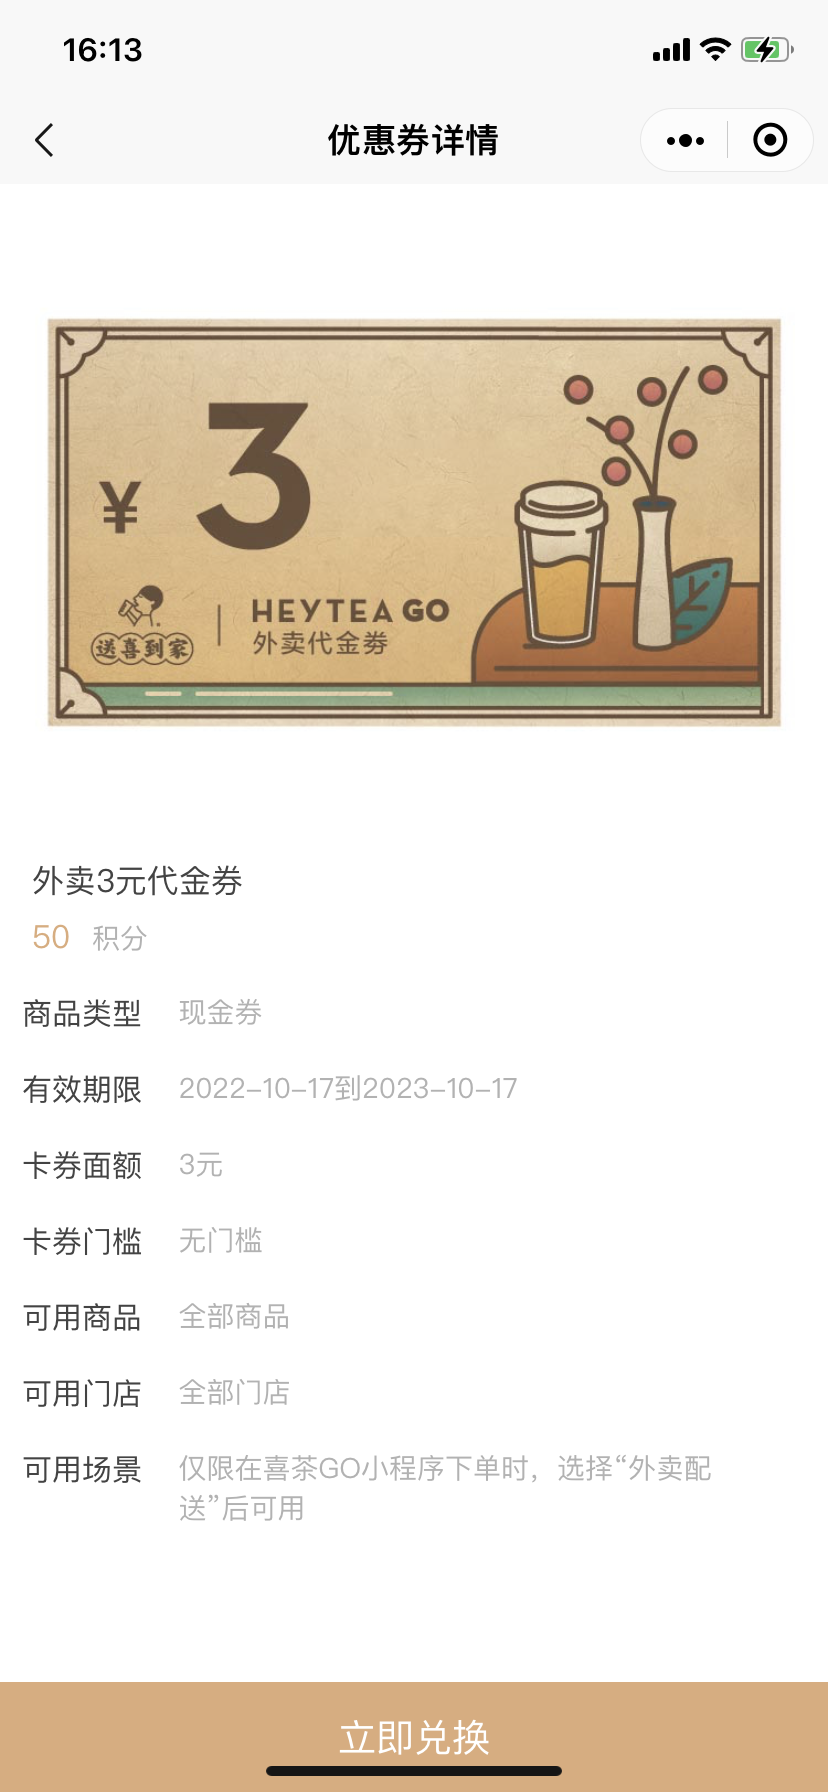 16:13
优惠券详情
¥ 3
送喜到家
HEYTEA GO
外卖代金券
外卖3元代金券
50 积分
商品类型 现金券
有效期限 2022-10-17到2023-10-17
卡券面额 3元
卡券门槛 无门槛
可用商品 全部商品
可用门店 全部门店
可用场景 仅限在喜茶GO小程序下单时，选择“外卖配
送”后可用
立即兑换